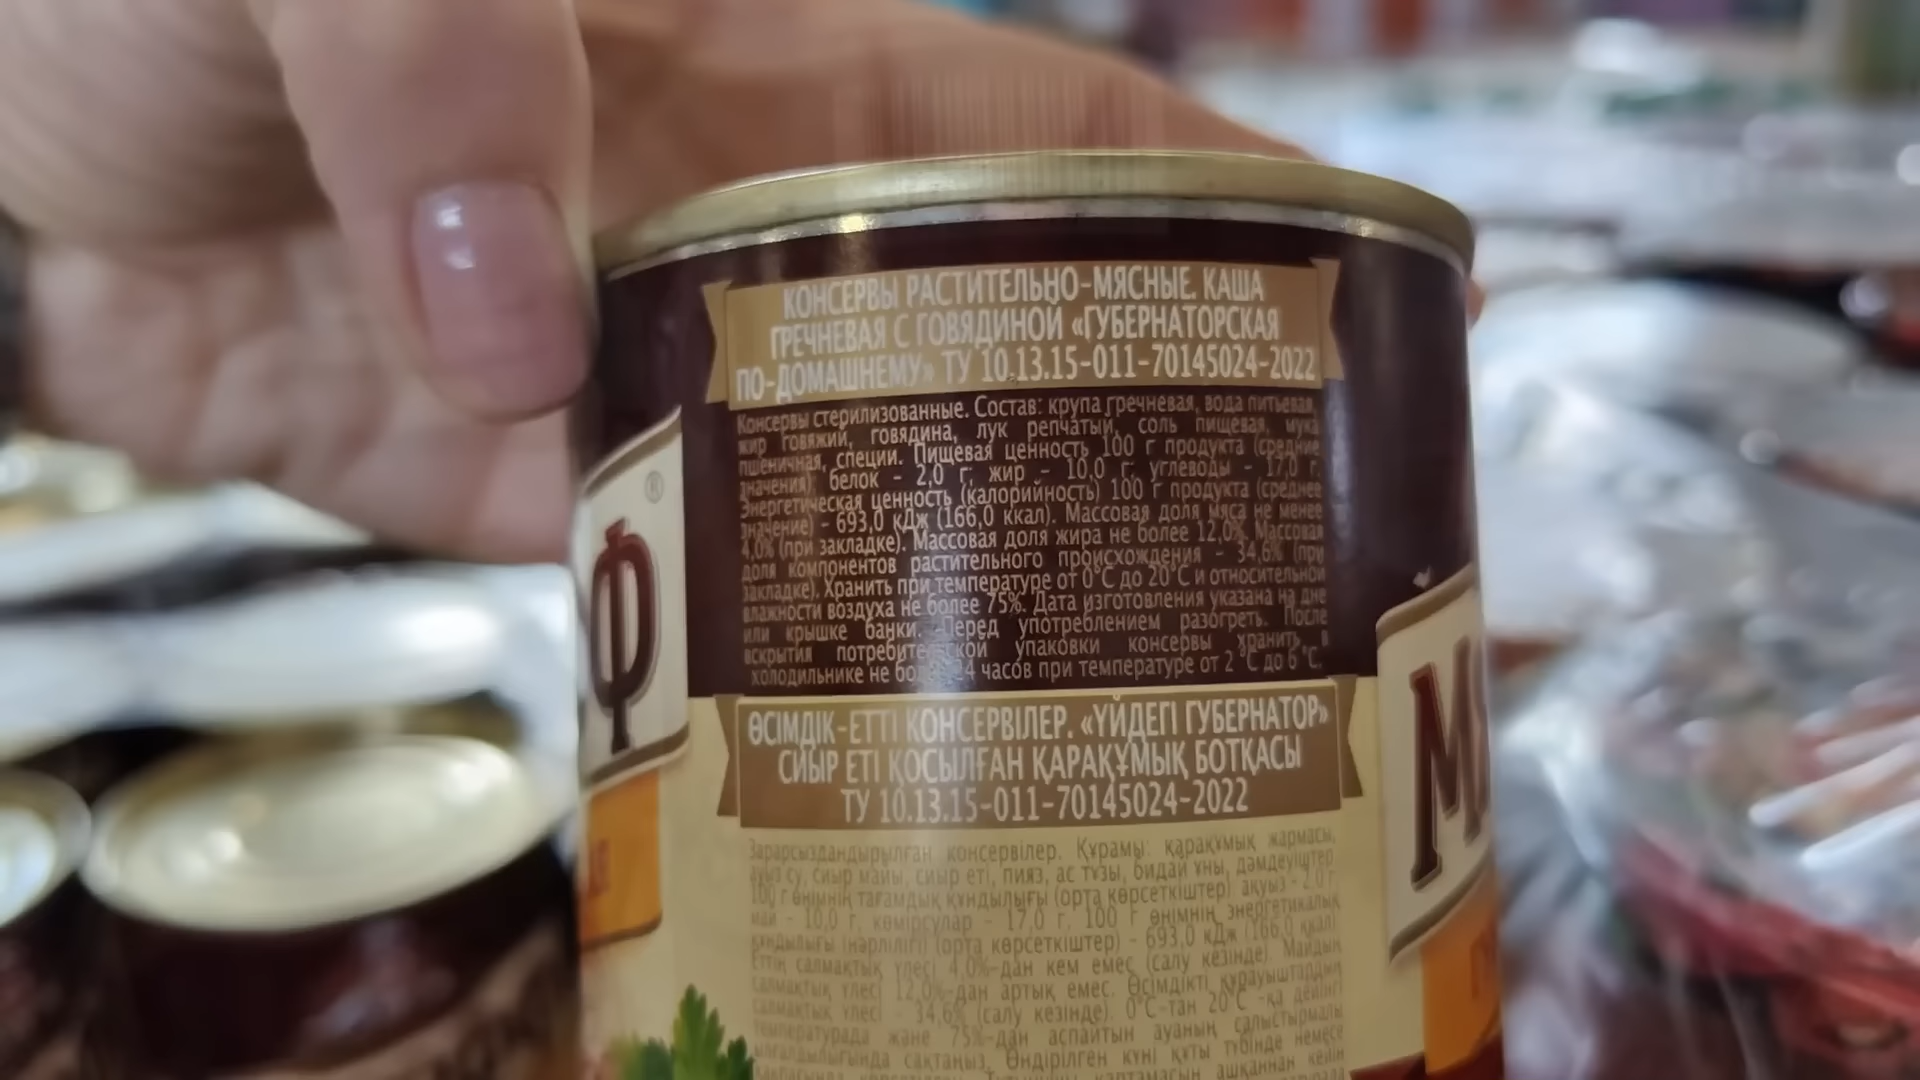 КОНСЕРВЫ РАСТИТЕЛЬНО-МЯСНЫЕ. КАША
ГРЕЧНЕВАЯ С ГОВЯДИНОЙ «ГУБЕРНАТОРСКАЯ
ПО-ДОМАШНЕМУ» ТУ 10.13.15-011-70145024-2022
Консервы стерилизованные. Состав: крупа гречневая, вода питьевая,
жир говяжий, говядина, лук репчатый, соль пищевая, мука
пшеничная, специи. Пищевая ценность 100 г продукта (средние
значения): белок - 2,0 г, жир - 10,0 г, углеводы - 17,0 г.
Энергетическая ценность (калорийность) 100 г продукта (среднее
значение) - 693,0 кДж (166,0 ккал). Массовая доля мяса не менее
4,0% (при закладке). Массовая доля жира не более 12,0%. Массовая
доля компонентов растительного происхождения - 34,6% (при
закладке). Хранить при температуре от 0°С до 20°С и относительной
влажности воздуха не более 75%. Дата изготовления указана на дне
или крышке банки. Перед употреблением разогреть. После
вскрытия потребительской упаковки консервы хранить в
холодильнике не более 24 часов при температуре от 2 °С до 6 °С.
Ф
®
М
ӨСІМДІК-ЕТТІ КОНСЕРВІЛЕР. «ҮЙДЕГІ ГУБЕРНАТОР»
СИЫР ЕТІ ҚОСЫЛҒАН ҚАРАҚҰМЫҚ БОТҚАСЫ
ТУ 10.13.15-011-70145024-2022
Зарарсыздандырылған консервілер. Құрамы: қарақұмық жармасы,
ауыз су, сиыр майы, сиыр еті, пияз, ас тұзы, бидай ұны, дәмдеуіштер
100 г өнімнің тағамдық құндылығы (орта көрсеткіштер) ақуыз - 2,0 г
май - 10,0 г, көмірсулар - 17,0 г, 100 г өнімнің энергетикалық
құндылығы (нәрлілігі) (орта көрсеткіштер) - 693,0 кДж (166,0 ккал)
Еттің салмақтық үлесі 4,0%-дан кем емес (салу кезінде). Майдың
салмақтық үлесі 12,0%-дан артық емес. Өсімдікті құрауыштардың
салмақтық үлесі - 34,6% (салу кезінде). 0°С-тан 20°С -қа дейінгі
температурада және 75%-дан аспайтын ауаның салыстырмалы
ылғалдылығында сақтаңыз. Өндірілген күні құты түбінде немесе